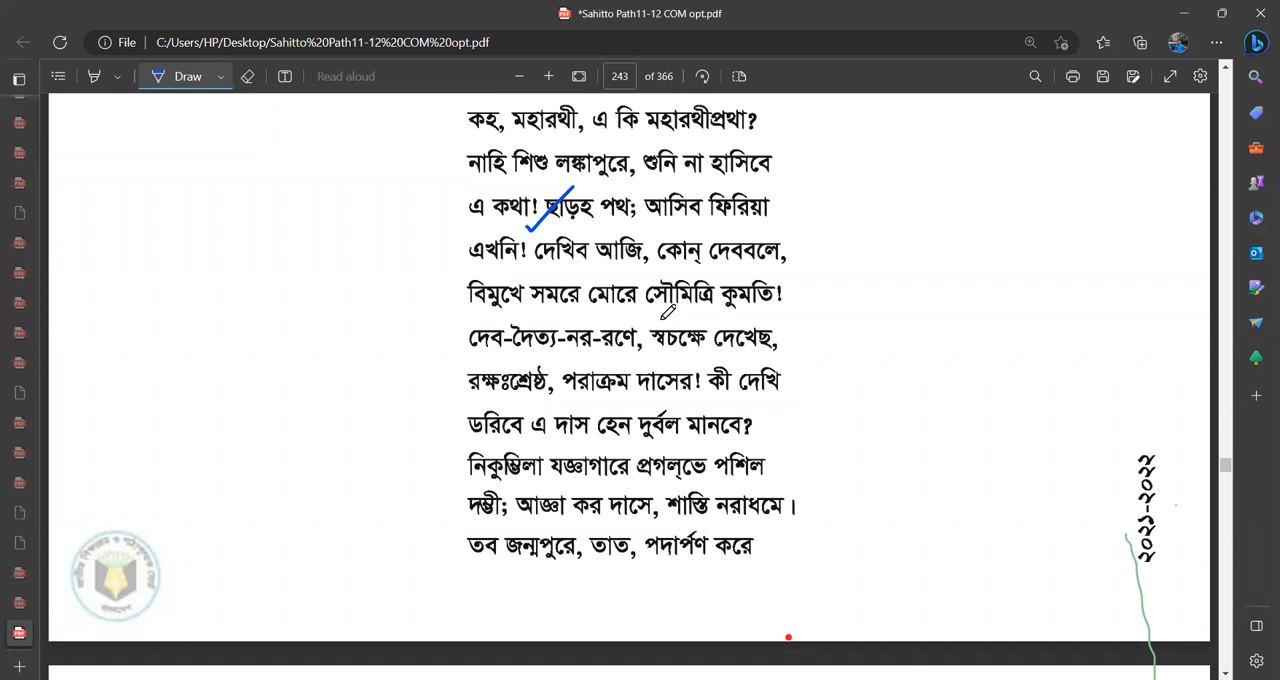 *Sahitto Path11-12 COM opt.pdf
File C:/Users/HP/Desktop/Sahitto%20Path11-12%20COM%20opt.pdf
Draw Read aloud 243 of 366
কহ, মহারথী, এ কি মহারথীপ্রথা?
নাহি শিশু লঙ্কাপুরে, শুনি না হাসিবে
এ কথা! ছাড়হ পথ; আসিব ফিরিয়া
এখনি! দেখিব আজি, কোন্ দেববলে,
বিমুখে সমরে মোরে সৌমিত্রি কুমতি!
দেব-দৈত্য-নর-রণে, স্বচক্ষে দেখেছ,
রক্ষঃশ্রেষ্ঠ, পরাক্রম দাসের! কী দেখি
ডরিবে এ দাস হেন দুর্বল মানবে?
নিকুম্ভিলা যজ্ঞাগারে প্রগল্‌ভে পশিল
দম্ভী; আজ্ঞা কর দাসে, শাস্তি নরাধমে।
তব জন্মপুরে, তাত, পদার্পণ করে
২০২১-২০২২